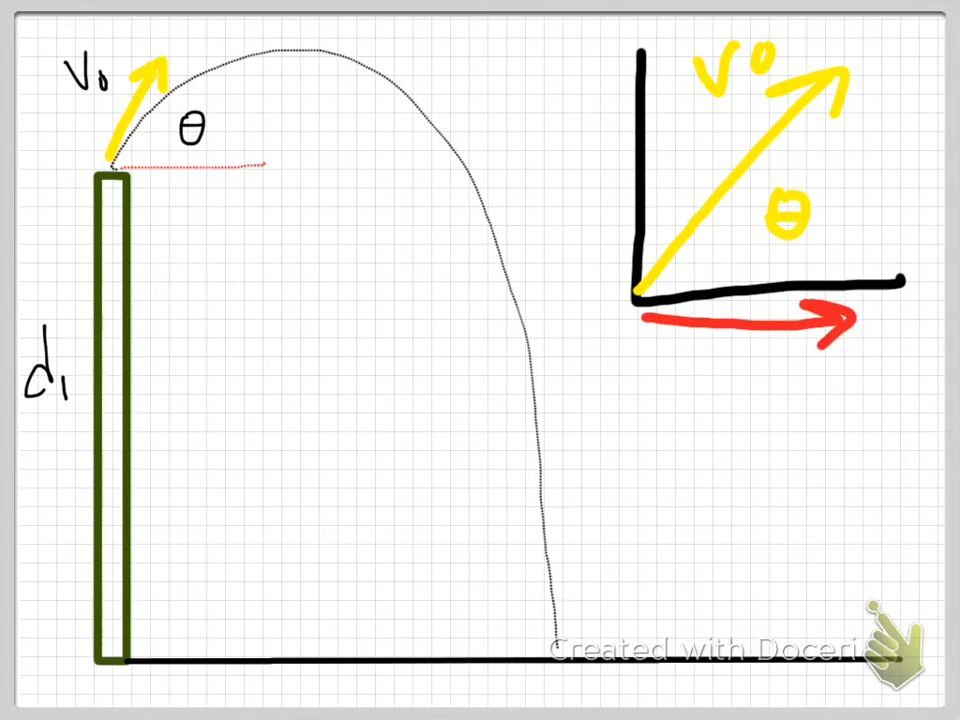 V₀
θ
d₁
V⁰
θ
Created with Doceri